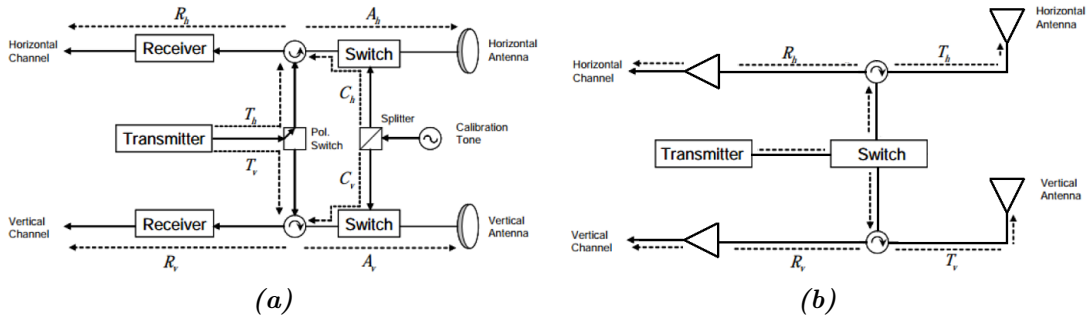 R_h
A_h
Horizontal
Channel
Receiver
Switch
Horizontal
Antenna
C_h
T_h
Splitter
Transmitter
Pol.
Switch
Calibration
Tone
T_v
C_v
Vertical
Channel
Receiver
Switch
Vertical
Antenna
R_v
A_v
(a)
Horizontal
Antenna
Horizontal
Channel
R_h
T_h
Transmitter
Switch
Vertical
Antenna
Vertical
Channel
R_v
T_v
(b)